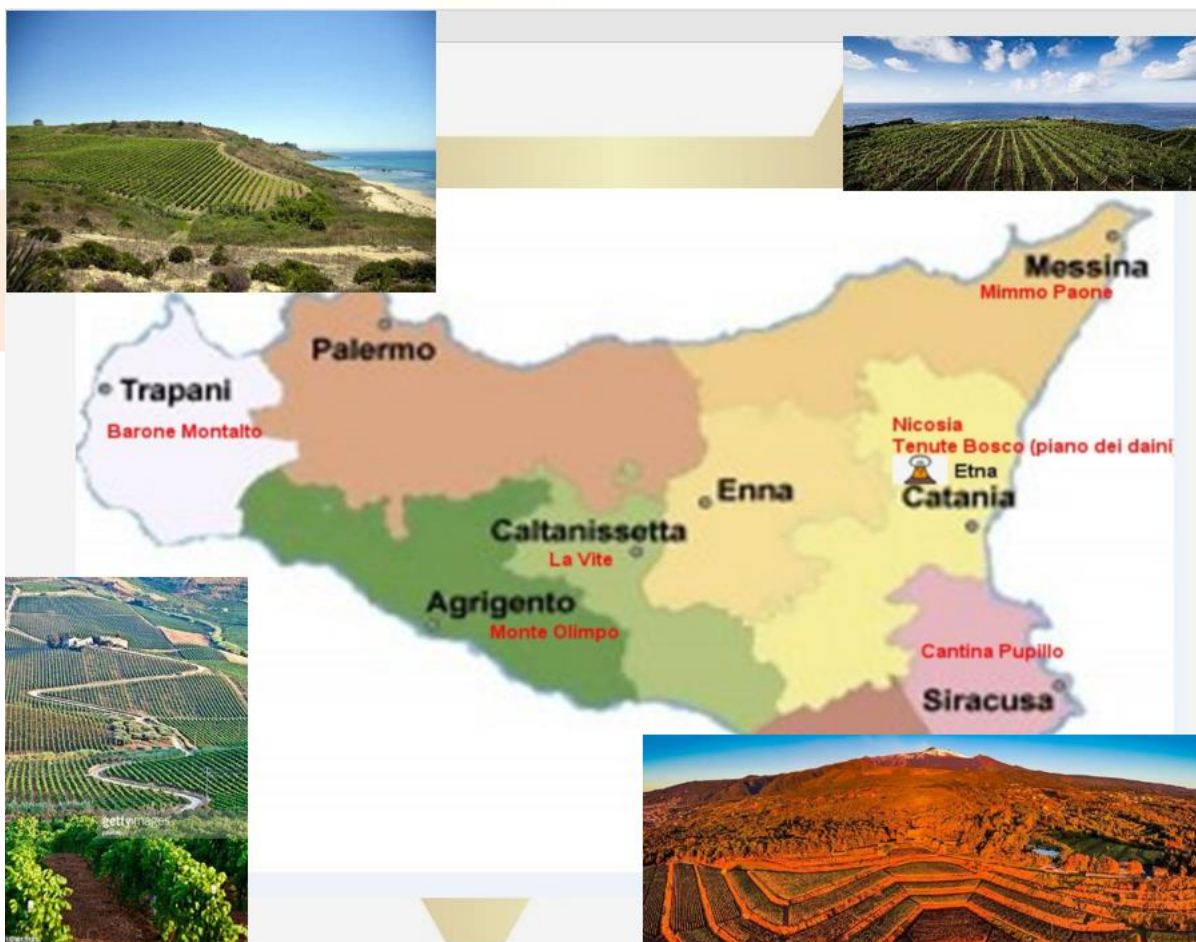 Messina
Mimmo Paone
Palermo
Trapani
Barone Montalto
Nicosia
Tenute Bosco (piano dei daini
Etna
Enna
Catania
Caltanissetta
La Vite
Agrigento
Monte Olimpo
Cantina Pupillo
Siracusa
gettyimages